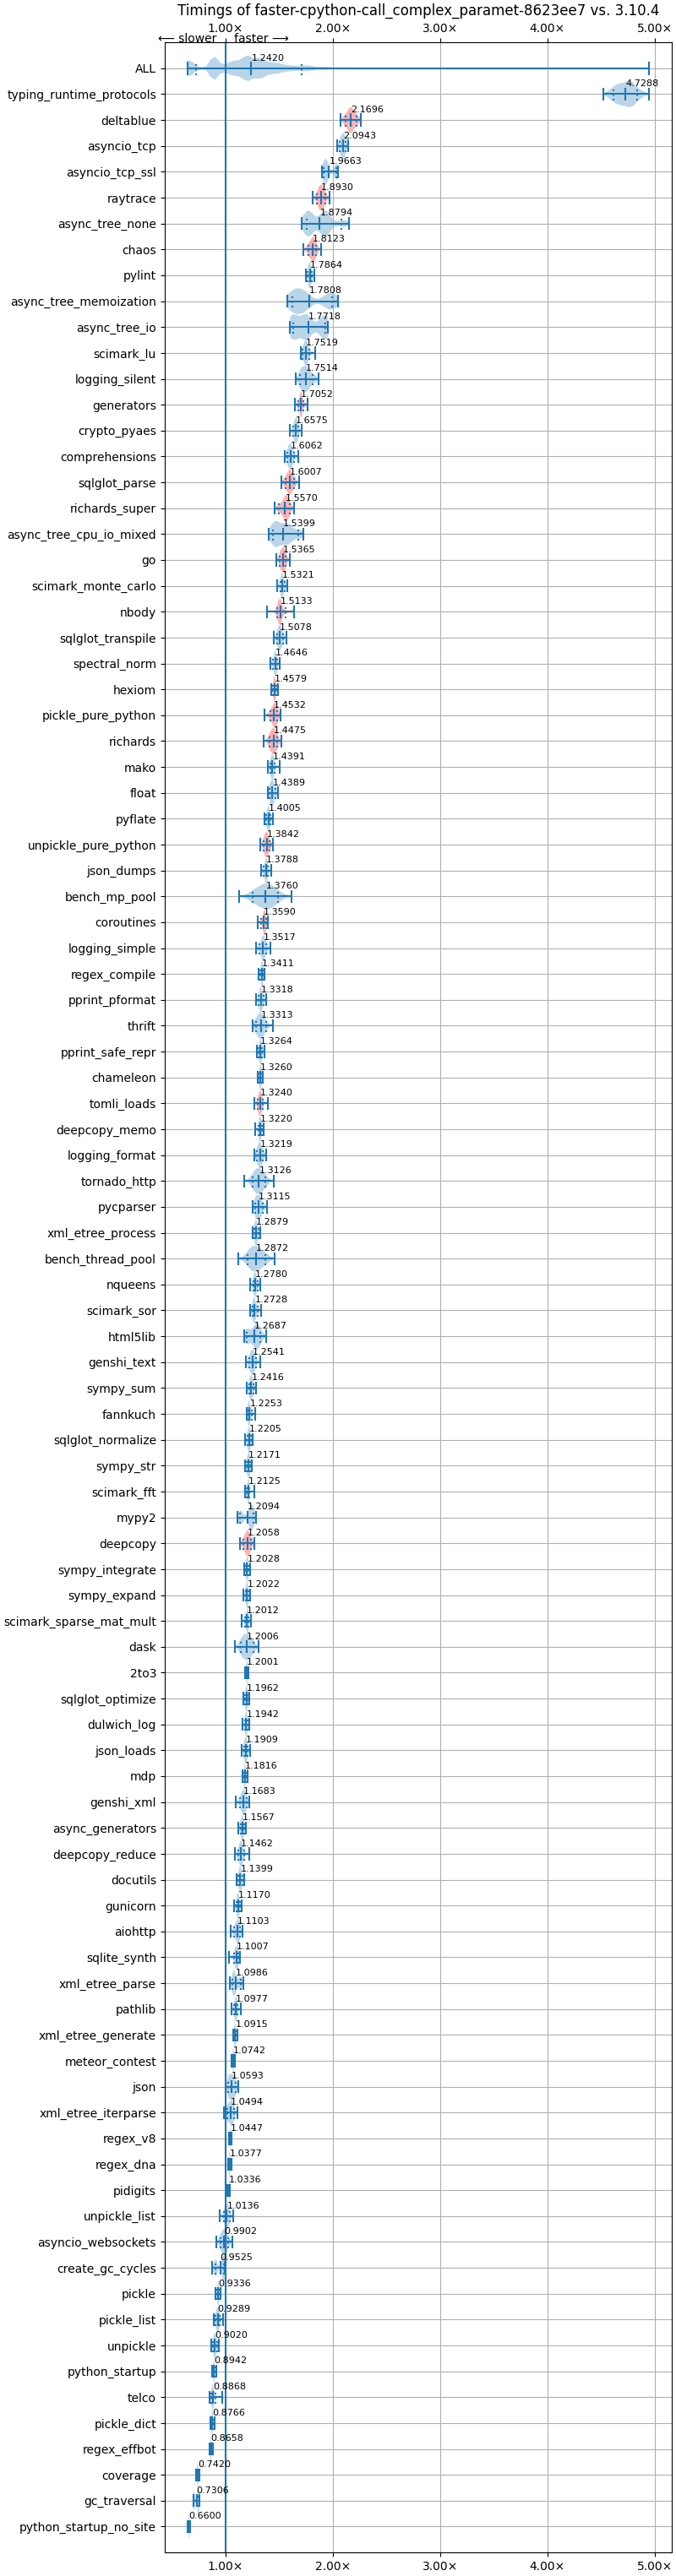 Timings of faster-cpython-call_complex_paramet-8623ee7 vs. 3.10.4
1.00× 2.00× 3.00× 4.00× 5.00×
⟵ slower faster ⟶
ALL 1.2420
typing_runtime_protocols 4.7288
deltablue 2.1696
asyncio_tcp 2.0943
asyncio_tcp_ssl 1.9663
raytrace 1.8930
async_tree_none 1.8794
chaos 1.8123
pylint 1.7864
async_tree_memoization 1.7808
async_tree_io 1.7718
scimark_lu 1.7519
logging_silent 1.7514
generators 1.7052
crypto_pyaes 1.6575
comprehensions 1.6062
sqlglot_parse 1.6007
richards_super 1.5570
async_tree_cpu_io_mixed 1.5399
go 1.5365
scimark_monte_carlo 1.5321
nbody 1.5133
sqlglot_transpile 1.5078
spectral_norm 1.4646
hexiom 1.4579
pickle_pure_python 1.4532
richards 1.4475
mako 1.4391
float 1.4389
pyflate 1.4005
unpickle_pure_python 1.3842
json_dumps 1.3788
bench_mp_pool 1.3760
coroutines 1.3590
logging_simple 1.3517
regex_compile 1.3411
pprint_pformat 1.3318
thrift 1.3313
pprint_safe_repr 1.3264
chameleon 1.3260
tomli_loads 1.3240
deepcopy_memo 1.3220
logging_format 1.3219
tornado_http 1.3126
pycparser 1.3115
xml_etree_process 1.2879
bench_thread_pool 1.2872
nqueens 1.2780
scimark_sor 1.2728
html5lib 1.2687
genshi_text 1.2541
sympy_sum 1.2416
fannkuch 1.2253
sqlglot_normalize 1.2205
sympy_str 1.2171
scimark_fft 1.2125
mypy2 1.2094
deepcopy 1.2058
sympy_integrate 1.2028
sympy_expand 1.2022
scimark_sparse_mat_mult 1.2012
dask 1.2006
2to3 1.2001
sqlglot_optimize 1.1962
dulwich_log 1.1942
json_loads 1.1909
mdp 1.1816
genshi_xml 1.1683
async_generators 1.1567
deepcopy_reduce 1.1462
docutils 1.1399
gunicorn 1.1170
aiohttp 1.1103
sqlite_synth 1.1007
xml_etree_parse 1.0986
pathlib 1.0977
xml_etree_generate 1.0915
meteor_contest 1.0742
json 1.0593
xml_etree_iterparse 1.0494
regex_v8 1.0447
regex_dna 1.0377
pidigits 1.0336
unpickle_list 1.0136
asyncio_websockets 0.9902
create_gc_cycles 0.9525
pickle 0.9336
pickle_list 0.9289
unpickle 0.9020
python_startup 0.8942
telco 0.8868
pickle_dict 0.8766
regex_effbot 0.8658
coverage 0.7420
gc_traversal 0.7306
python_startup_no_site 0.6600
1.00× 2.00× 3.00× 4.00× 5.00×